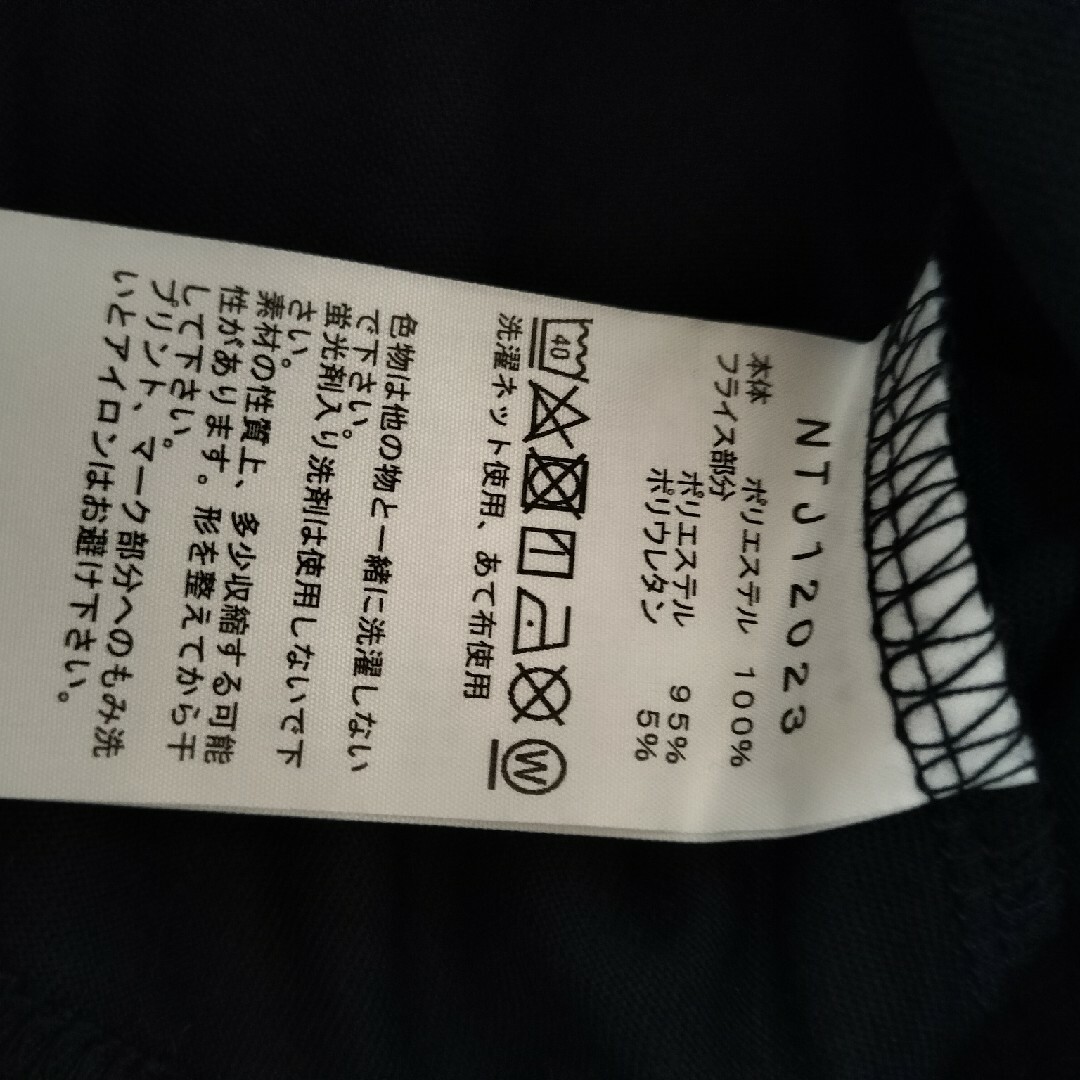 NTJ12023
本体 ポリエステル 100%
フライス部分
ポリエステル 95%
ポリウレタン 5%
40
W
洗濯ネット使用、あて布使用
色物は他の物と一緒に洗濯しない
で下さい。
蛍光剤入り洗剤は使用しないで下
さい。
素材の性質上、多少収縮する可能
性があります。形を整えてから干
して下さい。
プリント、マーク部分へのもみ洗
いとアイロンはお避け下さい。